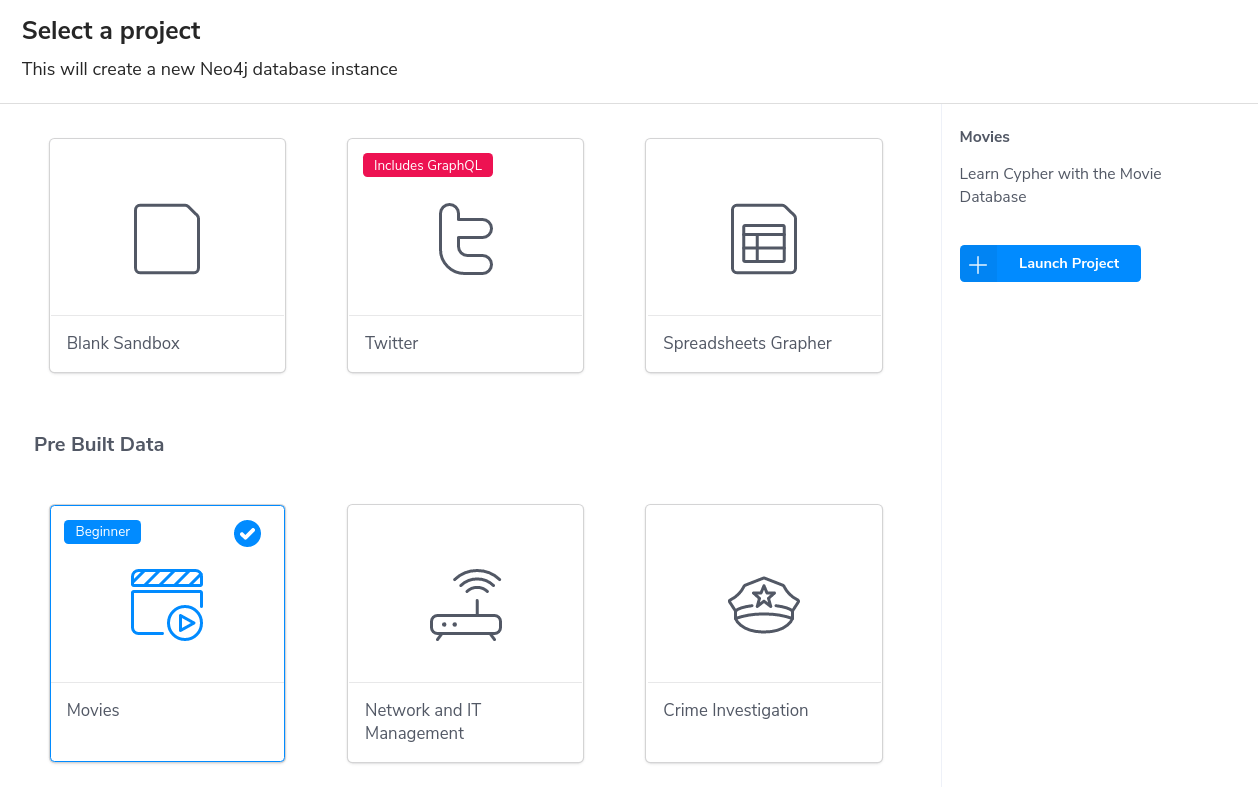 Select a project
This will create a new Neo4j database instance
Includes GraphQL
Blank Sandbox
Twitter
Spreadsheets Grapher
Pre Built Data
Beginner
Movies
Network and IT
Management
Crime Investigation
Movies
Learn Cypher with the Movie
Database
Launch Project